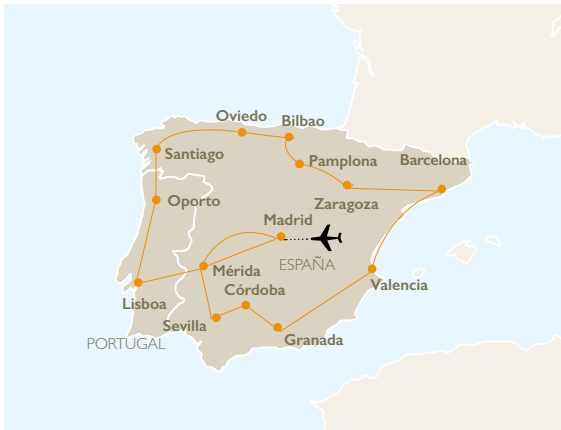 Oviedo
Bilbao
Santiago
Pamplona
Barcelona
Oporto
Zaragoza
Madrid
ESPAÑA
Mérida
Córdoba
Valencia
Lisboa
Sevilla
Granada
PORTUGAL